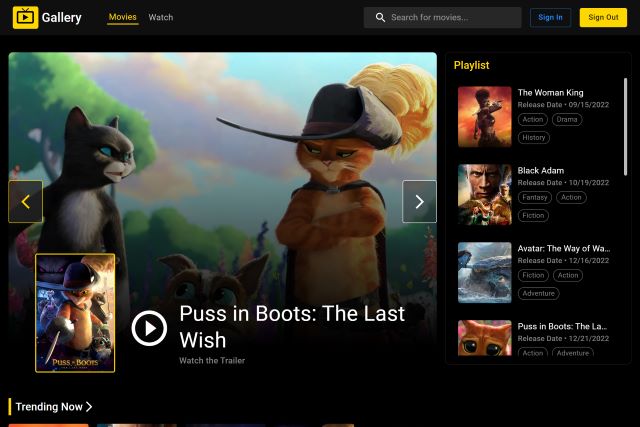 Gallery
Movies
Watch
Search for movies...
Sign In
Sign Out
Playlist
The Woman King
Release Date • 09/15/2022
Action
Drama
History
Black Adam
Release Date • 10/19/2022
Fantasy
Action
Fiction
Avatar: The Way of Wa...
Release Date • 12/16/2022
Fiction
Action
Adventure
Puss in Boots: The La...
Release Date • 12/21/2022
Action
Adventure
PUSS IN BOOTS
Puss in Boots: The Last
Wish
Watch the Trailer
Trending Now